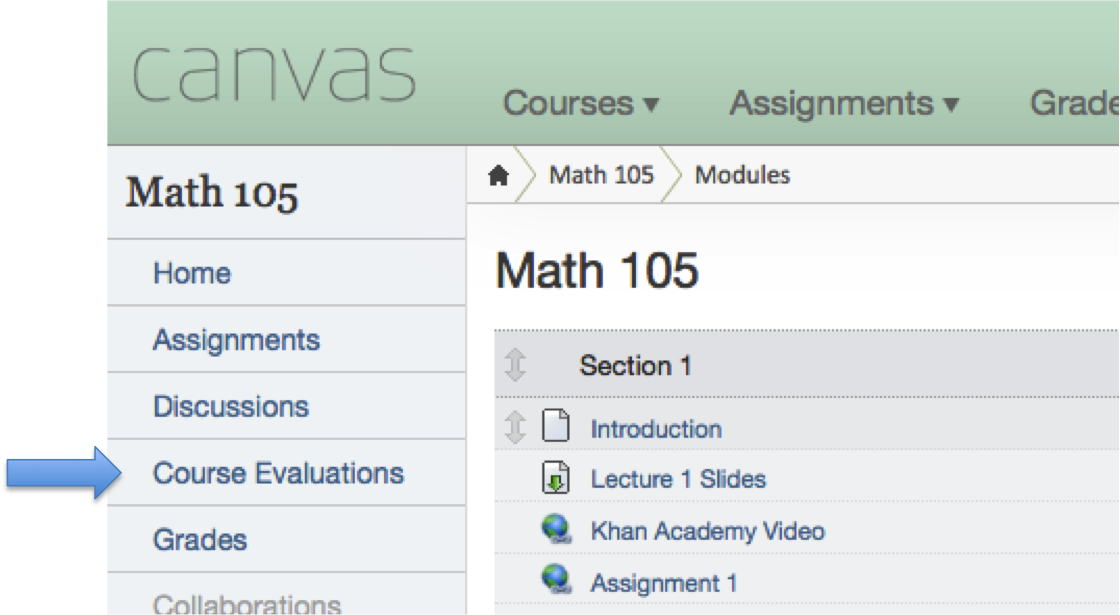 canvas
Courses ▾ Assignments ▾ Grade
Math 105
Home
Assignments
Discussions
Course Evaluations
Grades
Collaborations
Math 105 Modules
Math 105
Section 1
Introduction
Lecture 1 Slides
Khan Academy Video
Assignment 1